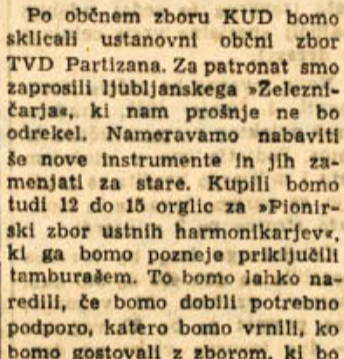 Po občnem zboru KUD bomo
sklicali ustanovni občni zbor
TVD Partizana. Za patronat smo
zaprosili ljubljanskega »Železni-
čarja«, ki nam prošnje ne bo
odrekel. Nameravamo nabaviti
še nove instrumente in jih za-
menjati za stare. Kupili bomo
tudi 12 do 15 orglic za »Pionir-
ski zbor ustnih harmonikarjev«,
ki ga bomo pozneje priključili
tamburašem. To bomo lahko na-
redili, če bomo dobili potrebno
podporo, katero bomo vrnili, ko
bomo gostovali z zborom, ki bo